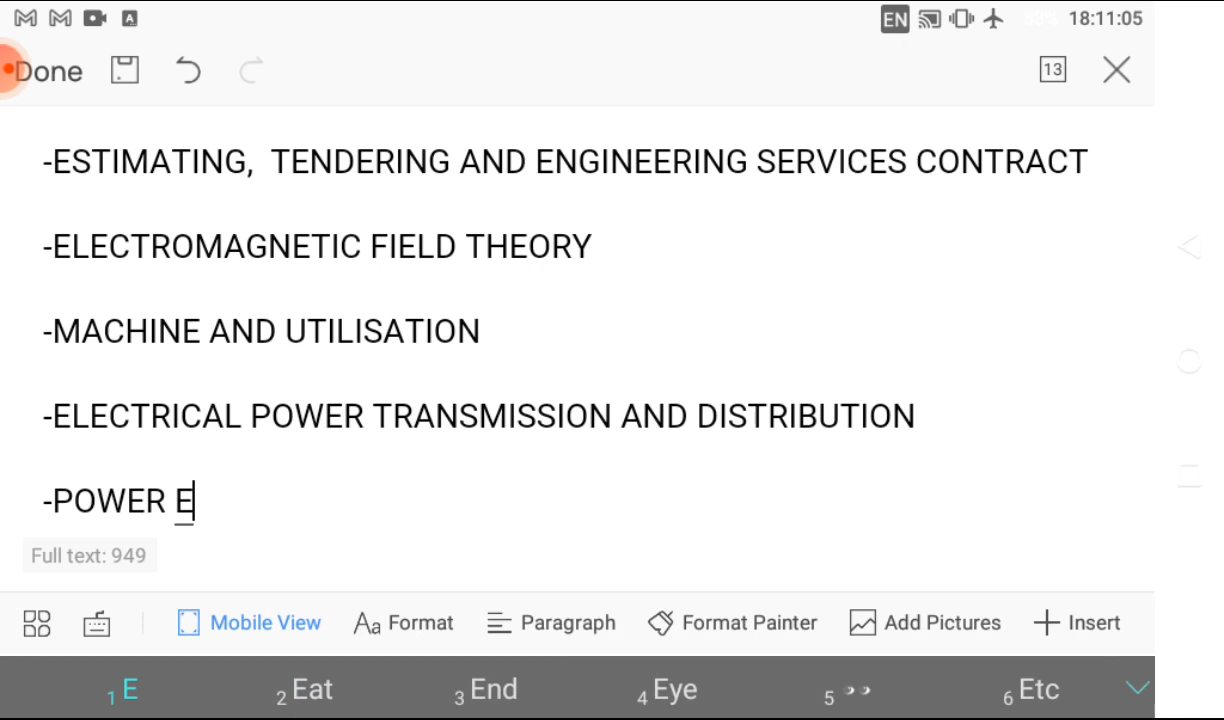 EN 18:11:05
Done 13
-ESTIMATING,  TENDERING AND ENGINEERING SERVICES CONTRACT
-ELECTROMAGNETIC FIELD THEORY
-MACHINE AND UTILISATION
-ELECTRICAL POWER TRANSMISSION AND DISTRIBUTION
-POWER E
Full text: 949
Mobile View Aa Format Paragraph Format Painter Add Pictures Insert
1 E 2 Eat 3 End 4 Eye 5 6 Etc